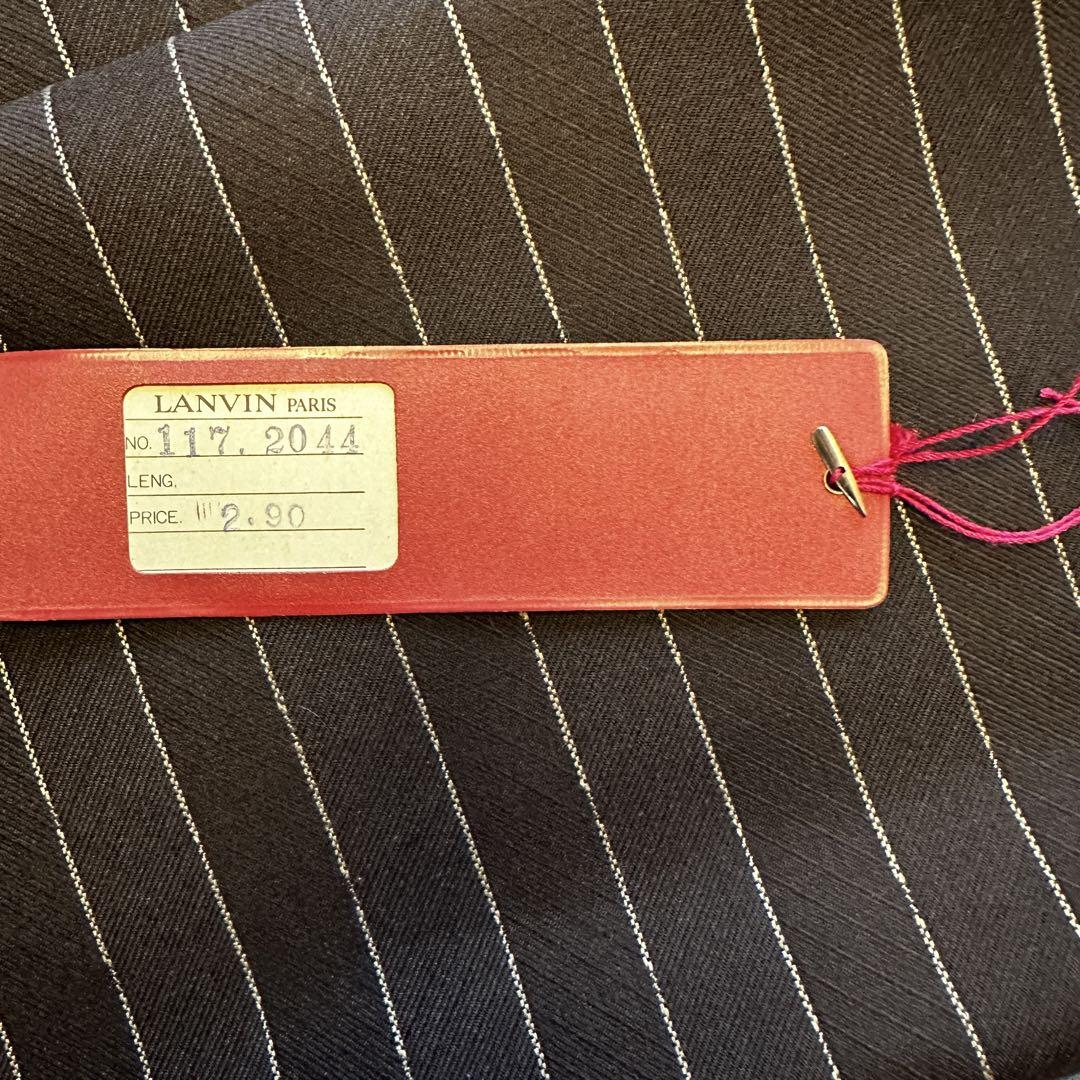 LANVIN PARIS
NO. 117. 2044
LENG.
PRICE. 2.90